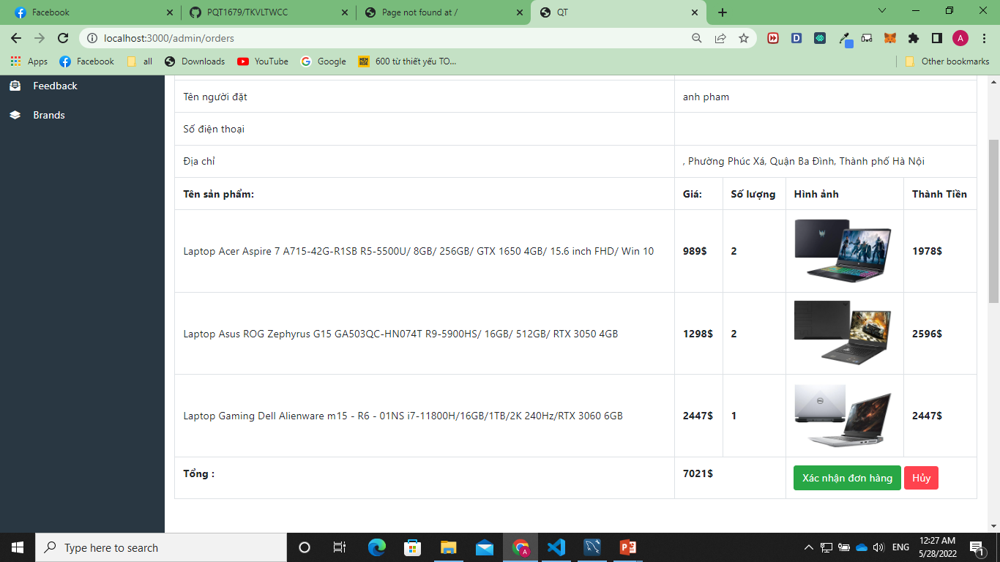 Facebook
PQT1679/TKVLTWCC
Page not found at /
QT
localhost:3000/admin/orders
A
Apps
Facebook
all
Downloads
YouTube
Google
600 từ thiết yếu TO...
Other bookmarks
Feedback
Brands
Tên người đặt anh pham
Số điện thoại
Địa chỉ , Phường Phúc Xá, Quận Ba Đình, Thành phố Hà Nội
Tên sản phẩm: Giá: Số lượng Hình ảnh Thành Tiền
Laptop Acer Aspire 7 A715-42G-R1SB R5-5500U/ 8GB/ 256GB/ GTX 1650 4GB/ 15.6 inch FHD/ Win 10 989$ 2 1978$
Laptop Asus ROG Zephyrus G15 GA503QC-HN074T R9-5900HS/ 16GB/ 512GB/ RTX 3050 4GB 1298$ 2 2596$
Laptop Gaming Dell Alienware m15 - R6 - 01NS i7-11800H/16GB/1TB/2K 240Hz/RTX 3060 6GB 2447$ 1 2447$
Tổng : 7021$ Xác nhận đơn hàng Hủy
Type here to search
ENG
12:27 AM
5/28/2022
1